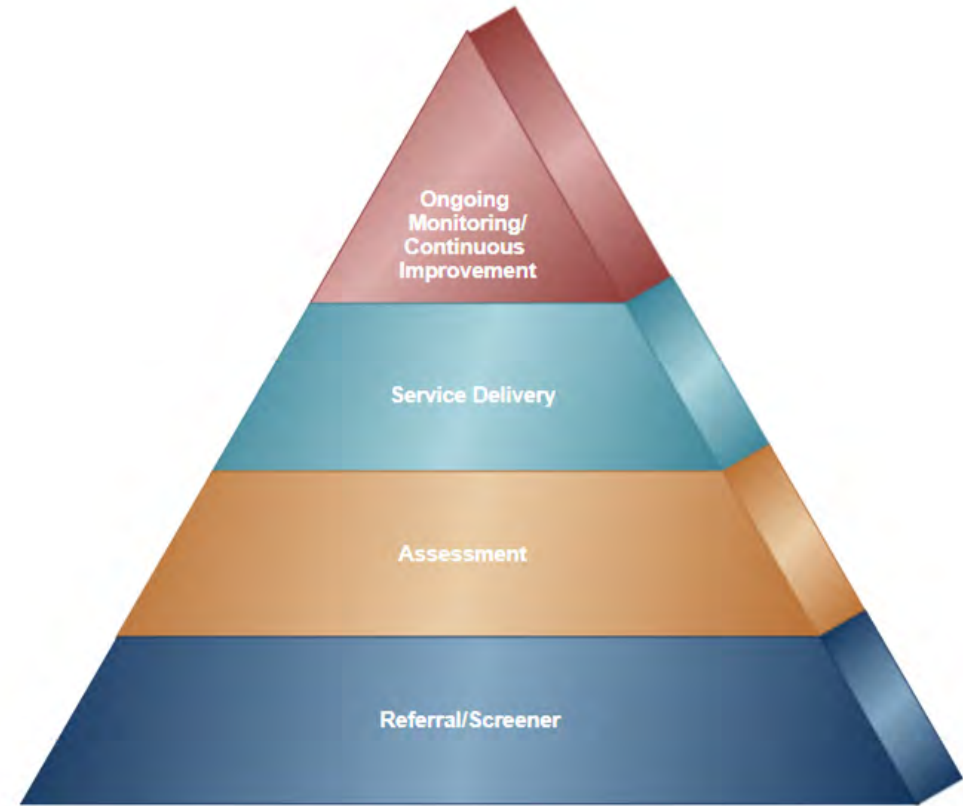 Ongoing
Monitoring/
Continuous
Improvement
Service Delivery
Assessment
Referral/Screener